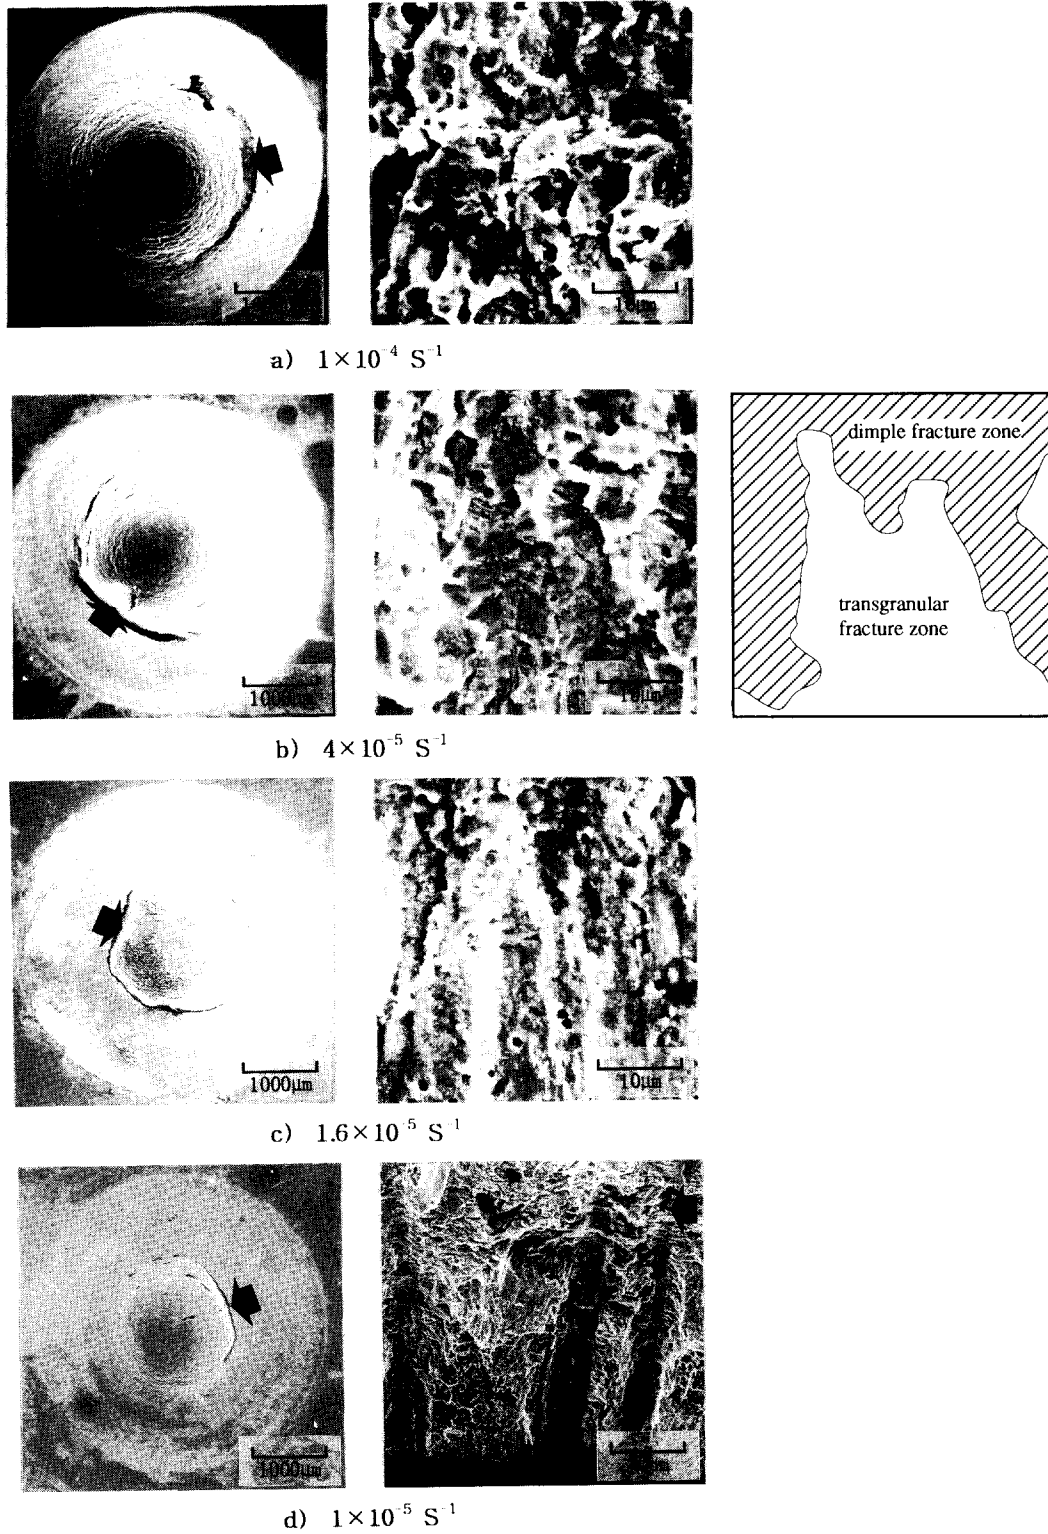 a) 1×10⁻⁴ S⁻¹
dimple fracture zone
transgranular
fracture zone
1000μm
10μm
b) 4×10⁻⁵ S⁻¹
1000μm
10μm
c) 1.6×10⁻⁵ S⁻¹
1000μm
d) 1×10⁻⁵ S⁻¹